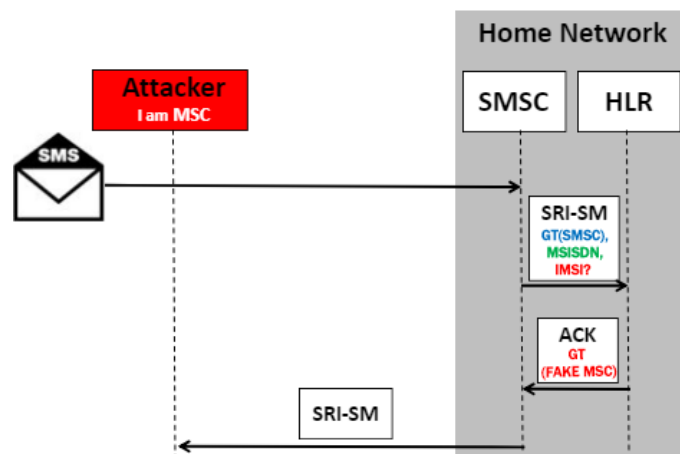 Home Network
Attacker
I am MSC
SMSC
HLR
SMS
SRI-SM
GT(SMSC),
MSISDN,
IMSI?
ACK
GT
(FAKE MSC)
SRI-SM